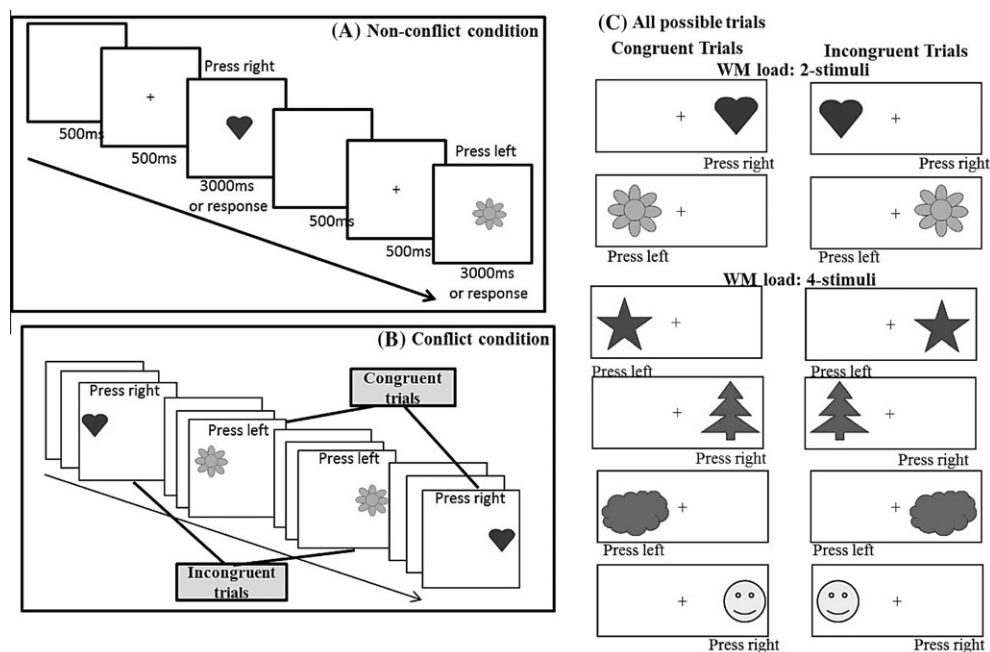 (A) Non-conflict condition
Press right
500ms
500ms
3000ms
or response
Press left
500ms
500ms
3000ms
or response
(B) Conflict condition
Congruent
trials
Press right
Press left
Press left
Press right
Incongruent
trials
(C) All possible trials
Congruent Trials Incongruent Trials
WM load: 2-stimuli
Press right Press right
Press left Press left
WM load: 4-stimuli
Press left Press left
Press right Press right
Press left Press left
Press right Press right